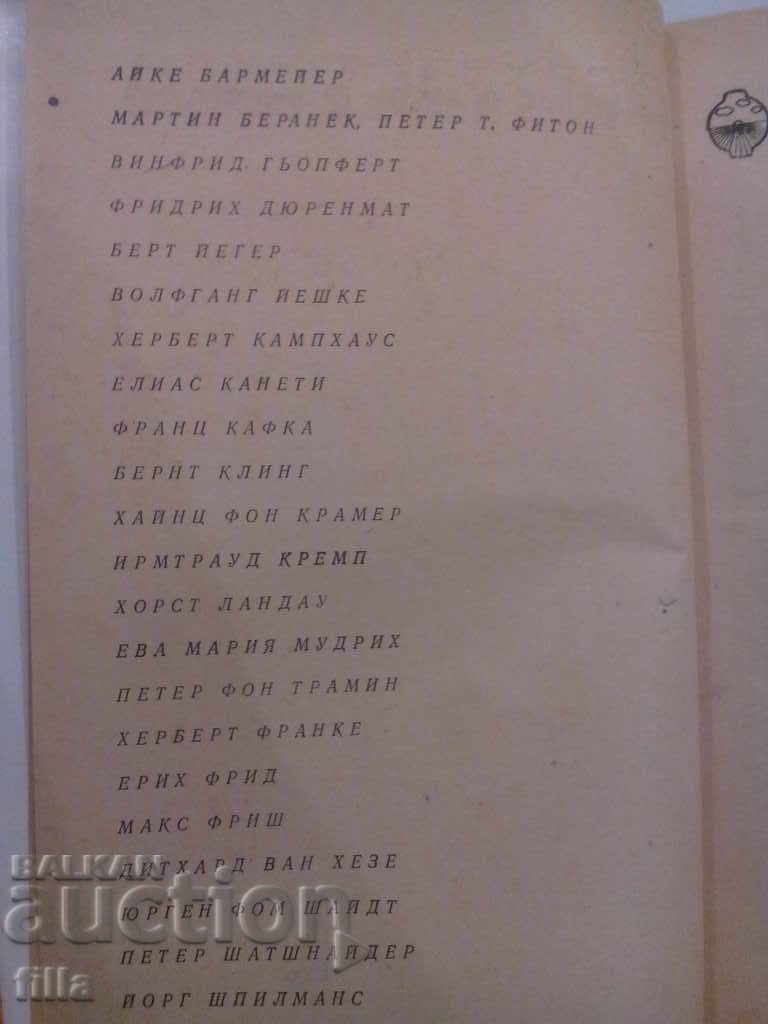 АЙКЕ БАРМЕЙЕР
МАРТИН БЕРАНЕК, ПЕТЕР Т. ФИТОН
ВИНФРИД ГЬОПФЕРТ
ФРИДРИХ ДЮРЕНМАТ
БЕРТ ЙЕГЕР
ВОЛФГАНГ ЙЕШКЕ
ХЕРБЕРТ КАМПХАУС
ЕЛИАС КАНЕТИ
ФРАНЦ КАФКА
БЕРНТ КЛИНГ
ХАЙНЦ ФОН КРАМЕР
ИРМТРАУД КРЕМП
ХОРСТ ЛАНДАУ
ЕВА МАРИЯ МУДРИХ
ПЕТЕР ФОН ТРАМИН
ХЕРБЕРТ ФРАНКЕ
ЕРИХ ФРИД
МАКС ФРИШ
ДИТХАРД ВАН ХЕЗЕ
ЮРГЕН ФОМ ШАЙДТ
ПЕТЕР ШАТШНАЙДЕР
ЙОРГ ШПИЛМАНС
BALKAN
auction
filla